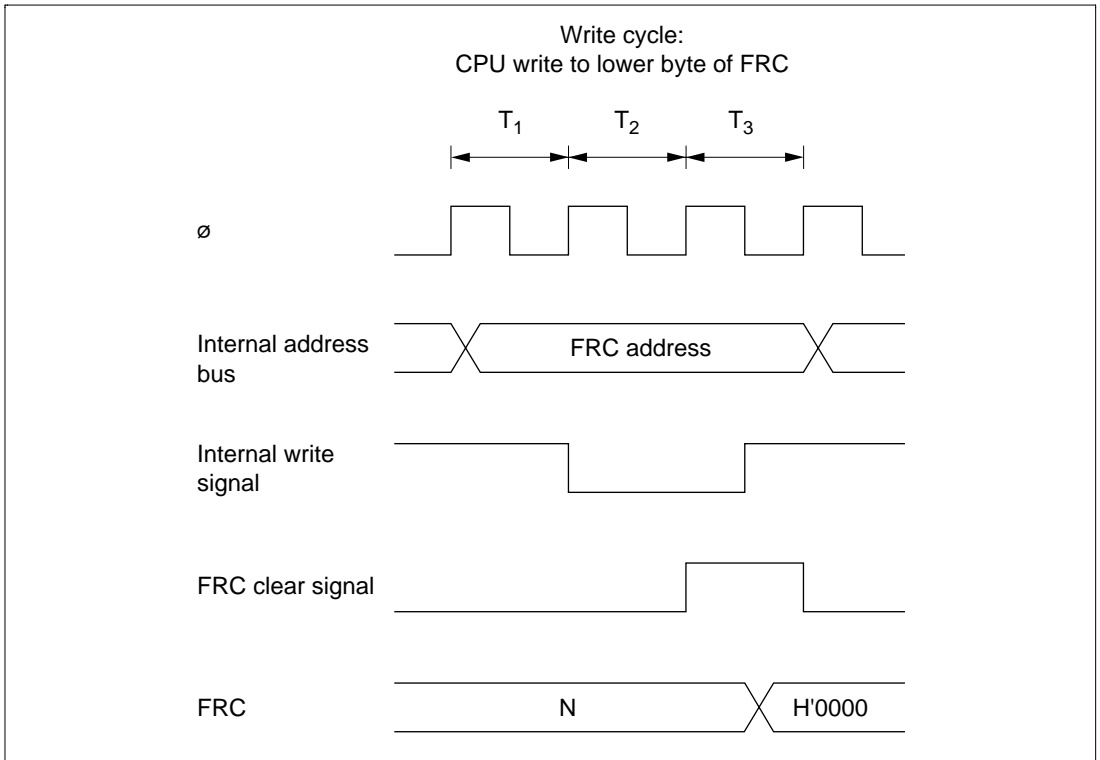 Write cycle:
CPU write to lower byte of FRC
T₁ T₂ T₃
ø
Internal address
bus
FRC address
Internal write
signal
FRC clear signal
FRC
N
H'0000